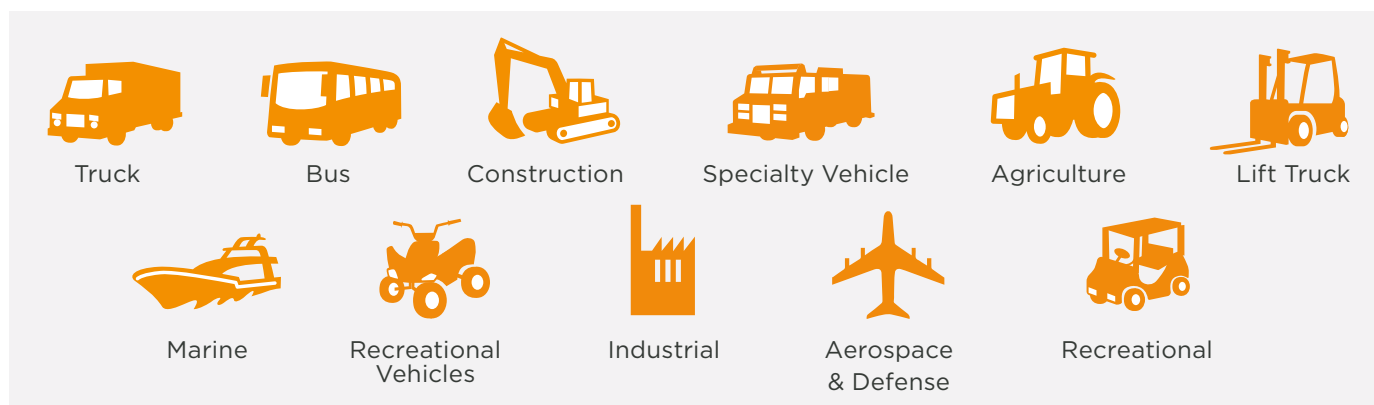 Truck
Bus
Construction
Specialty Vehicle
Agriculture
Lift Truck
Marine
Recreational
Vehicles
Industrial
Aerospace
& Defense
Recreational